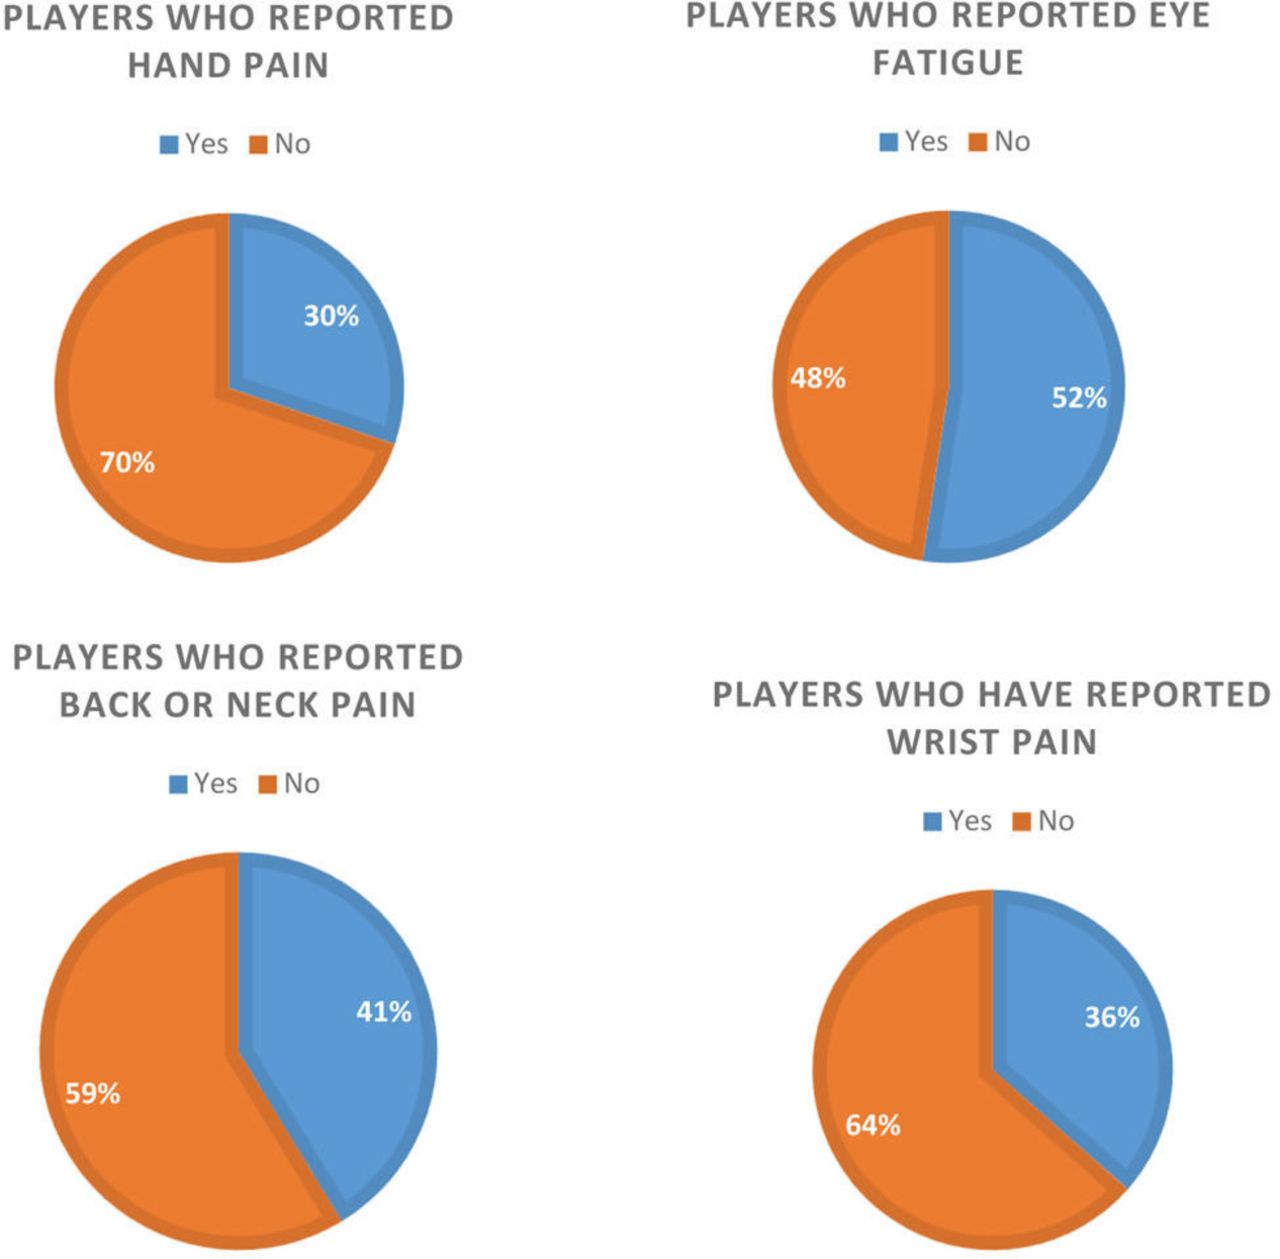 PLAYERS WHO REPORTED
HAND PAIN
Yes No
30%
70%
PLAYERS WHO REPORTED EYE
FATIGUE
Yes No
48%
52%
PLAYERS WHO REPORTED
BACK OR NECK PAIN
Yes No
41%
59%
PLAYERS WHO HAVE REPORTED
WRIST PAIN
Yes No
36%
64%